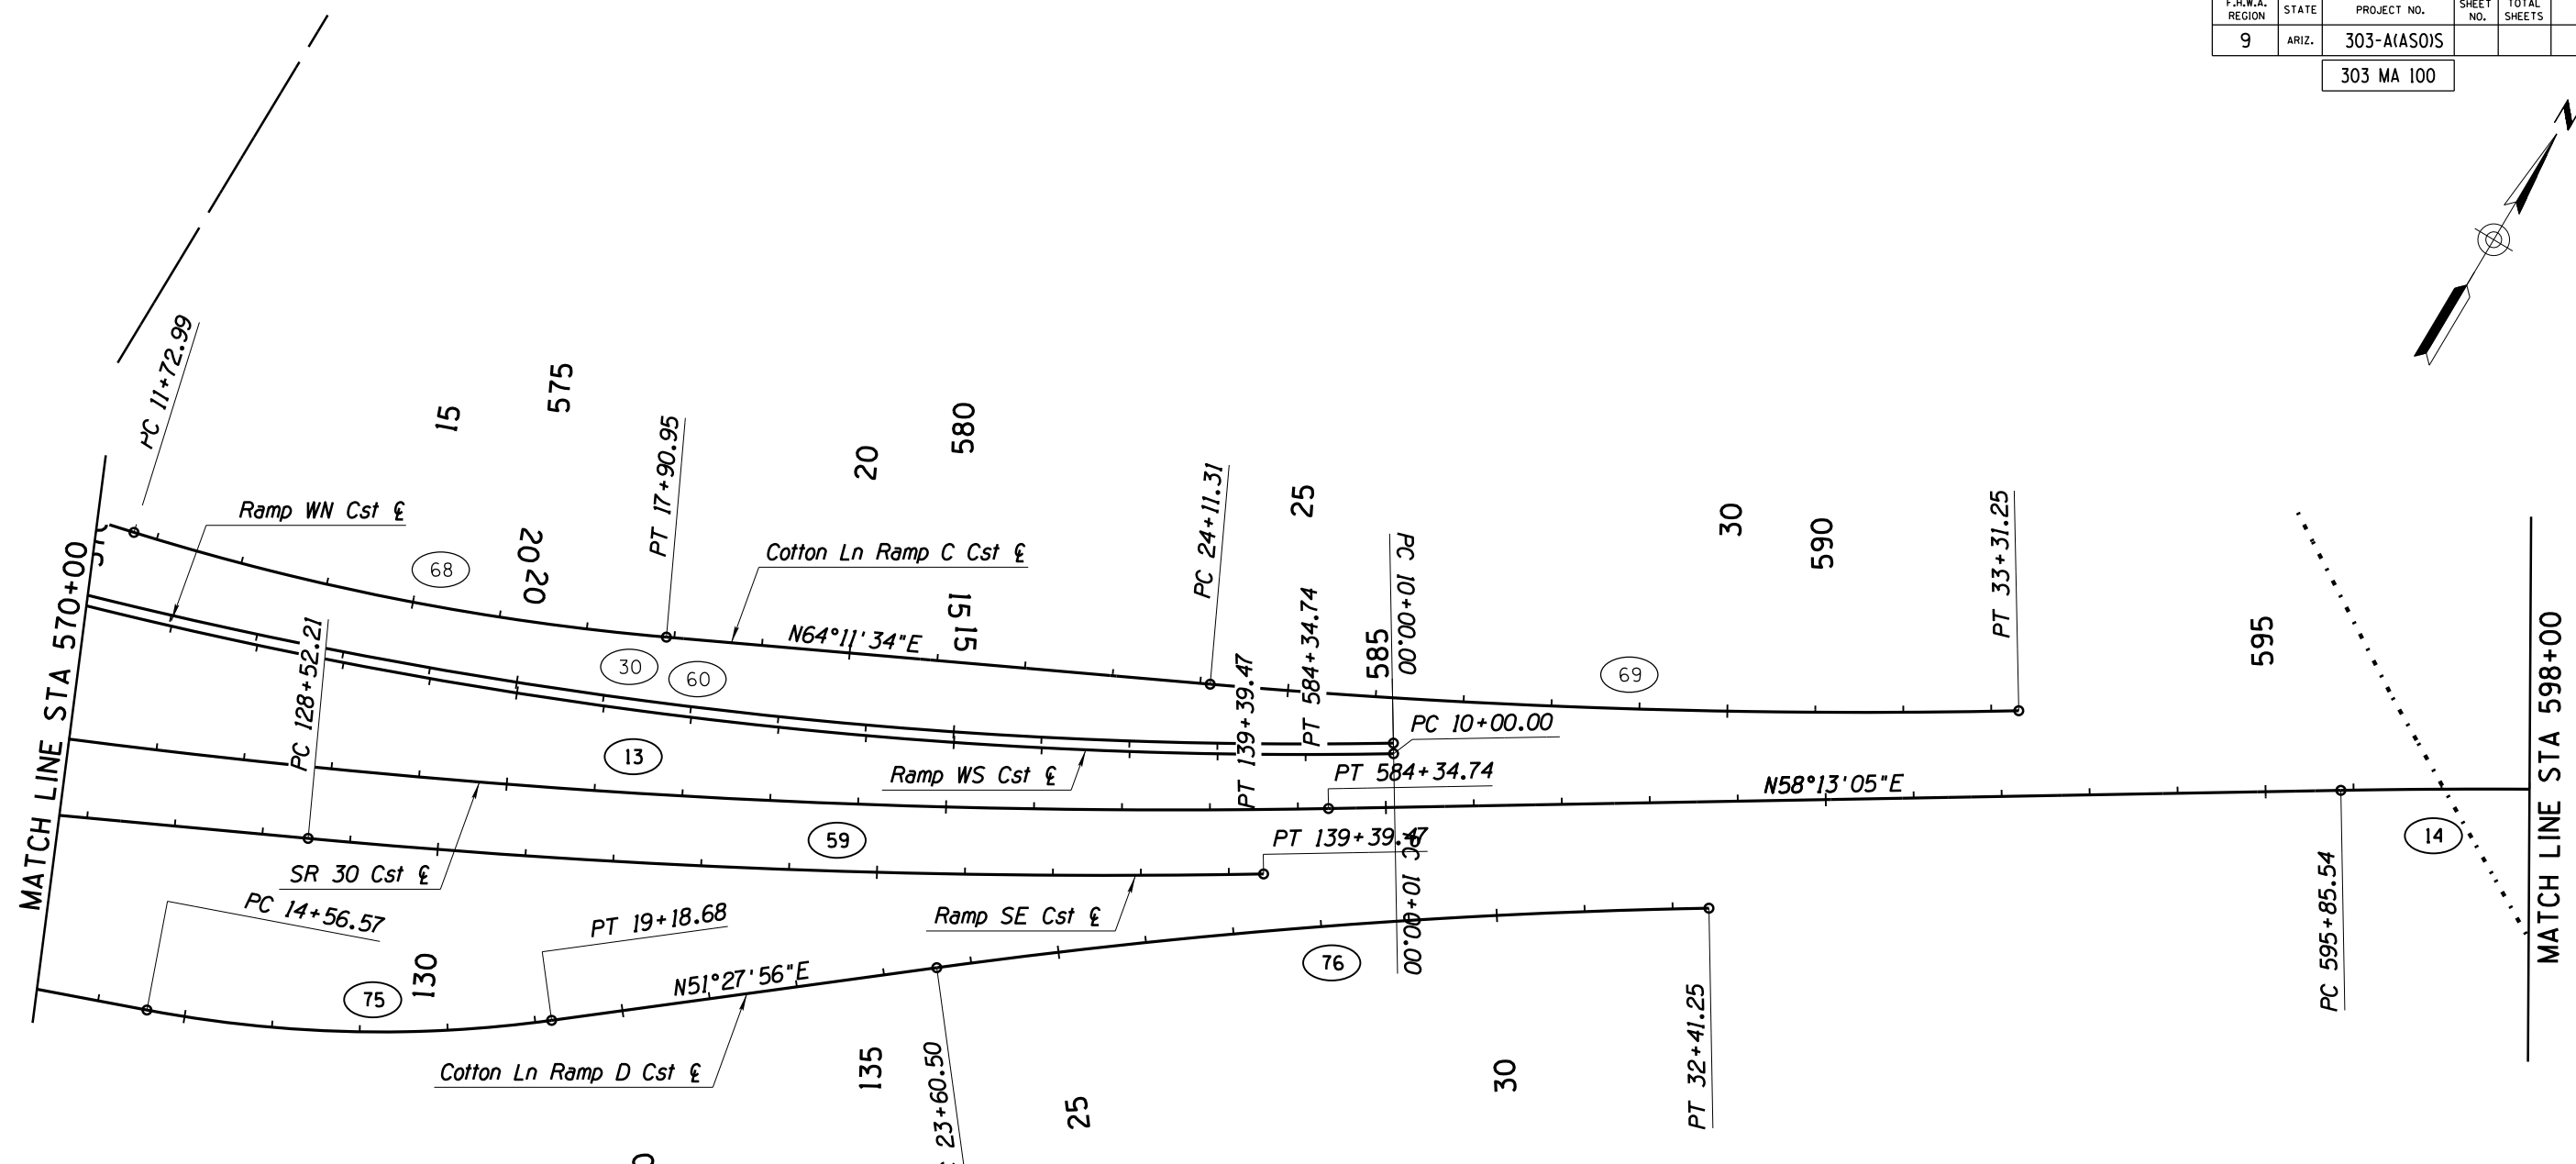 F.H.W.A. REGION
STATE
PROJECT NO.
SHEET NO.
TOTAL SHEETS
9
ARIZ.
303-A(ASO)S
303 MA 100
N
PC 11+72.99
15
575
PT 17+90.95
20
580
PC 24+11.31
25
PC 10+00.00
30
590
PT 33+31.25
595
MATCH LINE STA 570+00
Ramp WN Cst ℄
68
20
20
Cotton Ln Ramp C Cst ℄
N64°11'34"E
15
15
30
60
PT 139+39.47
PT 584+34.74
585
69
PC 128+52.21
13
Ramp WS Cst ℄
PC 10+00.00
PT 584+34.74
N58°13'05"E
MATCH LINE STA 598+00
14
59
PT 139+39.47
SR 30 Cst ℄
PC 14+56.57
PT 19+18.68
Ramp SE Cst ℄
PC 10+00.00
PC 595+85.54
130
75
N51°27'56"E
76
Cotton Ln Ramp D Cst ℄
135
23+60.50
25
30
PT 32+41.25